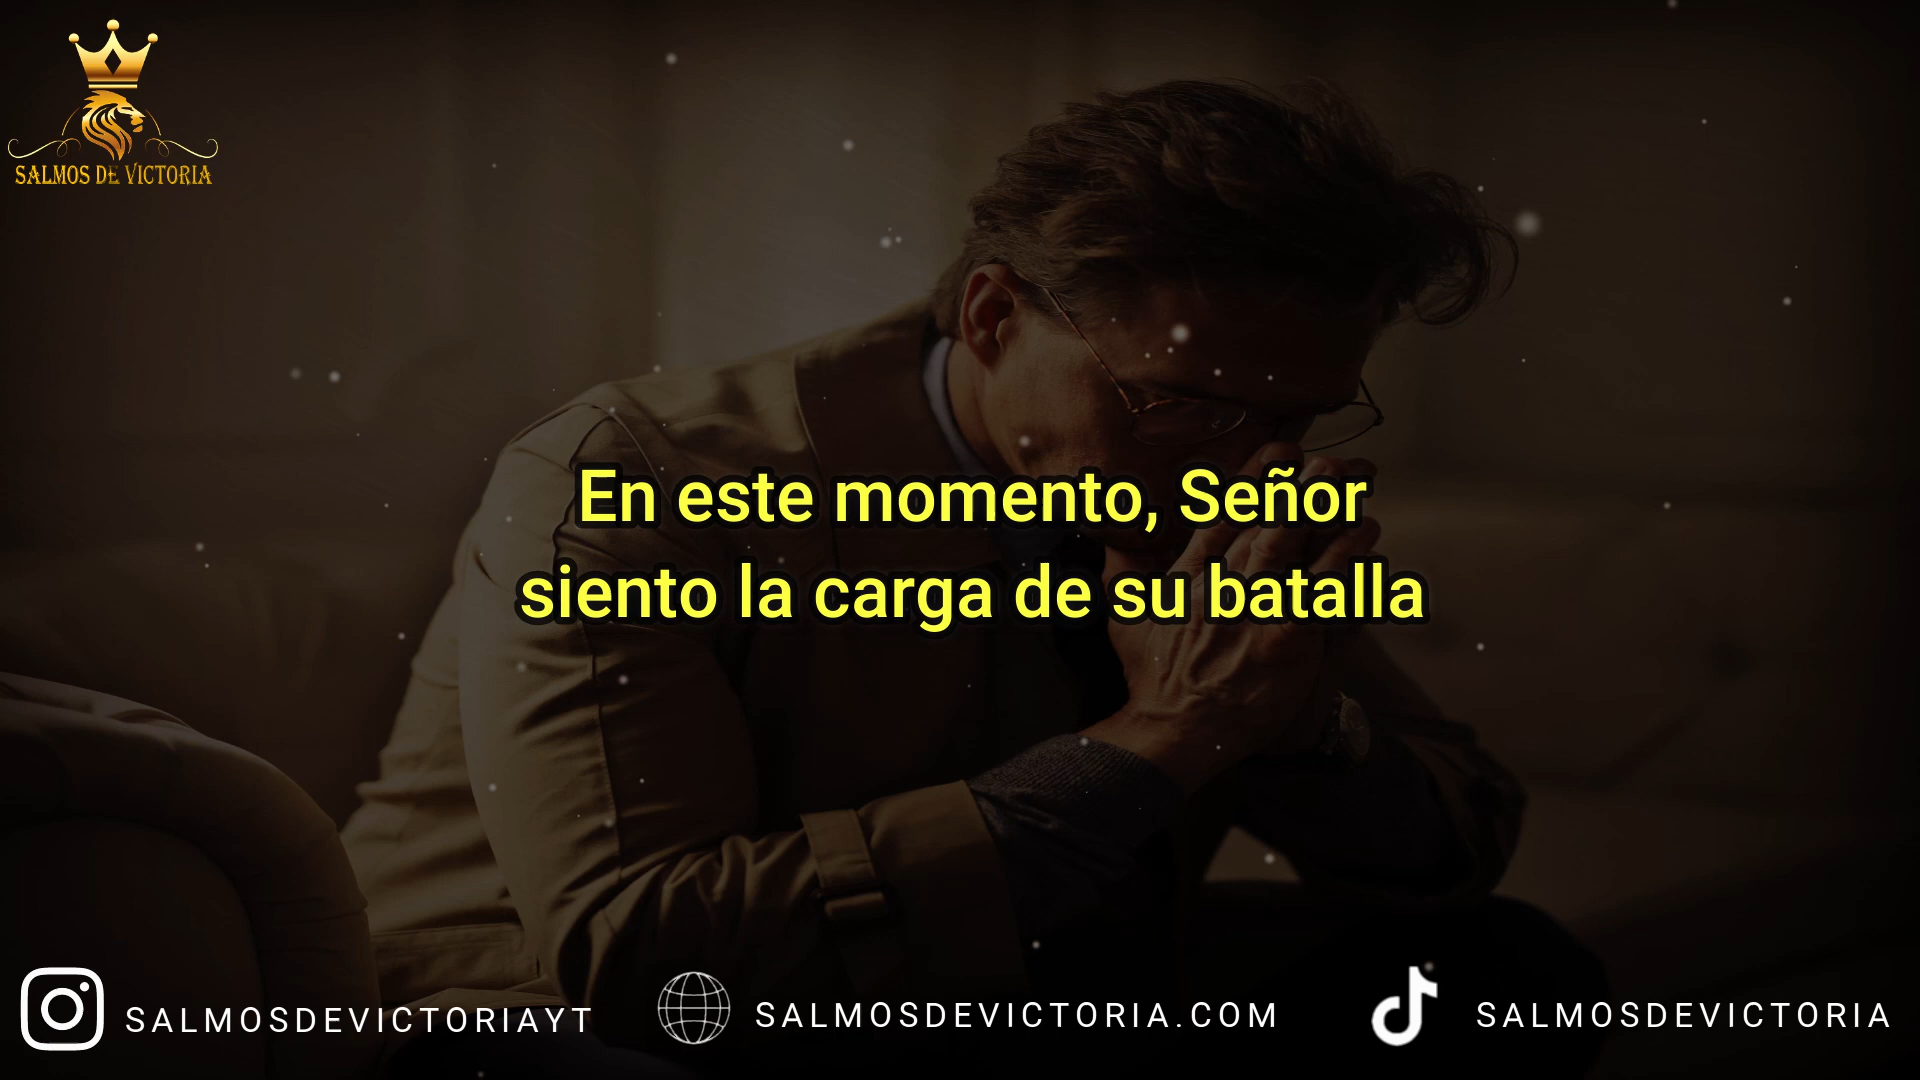 SALMOS DE VICTORIA
En este momento, Señor
siento la carga de su batalla
SALMOSDEVICTORIAYT
SALMOSDEVICTORIA.COM
SALMOSDEVICTORIA